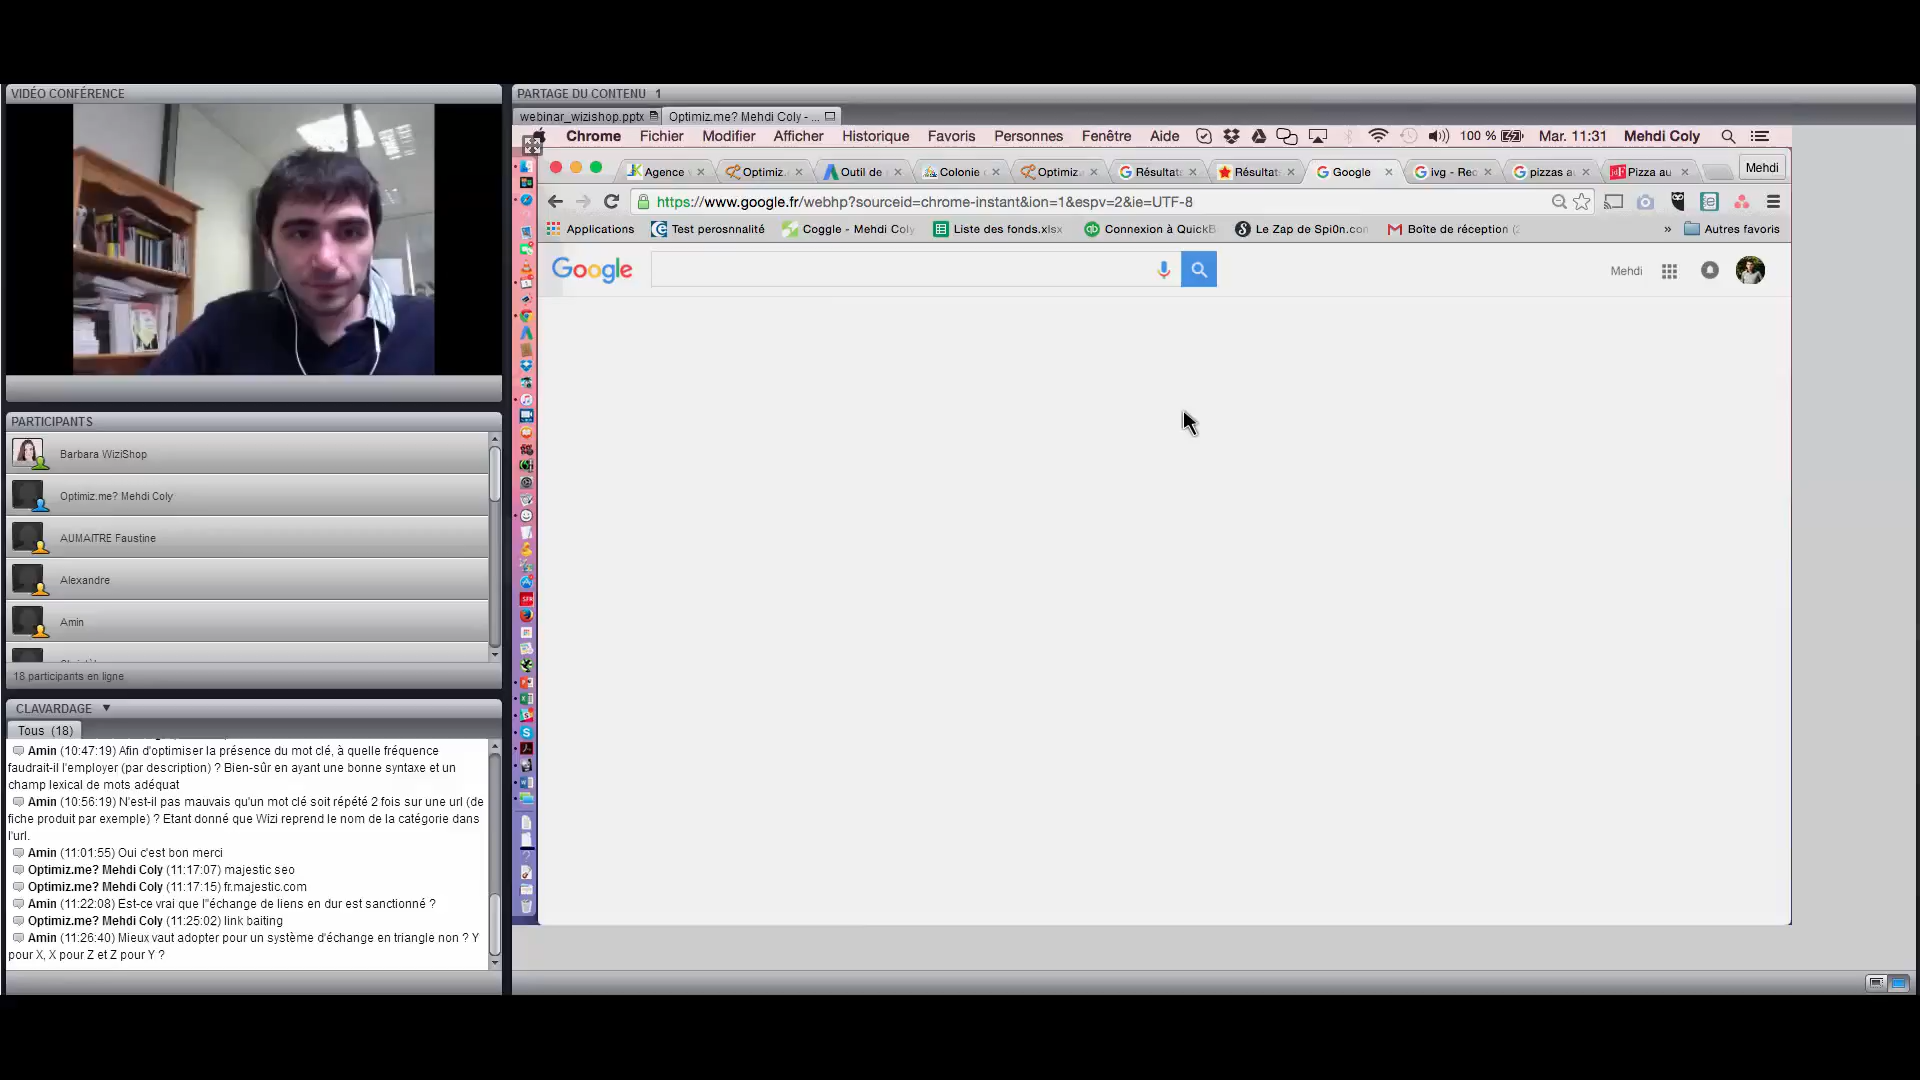 VIDÉO CONFÉRENCE
PARTICIPANTS
Barbara WiziShop
Optimiz.me? Mehdi Coly
AUMAITRE Faustine
Alexandre
Amin
18 participants en ligne
CLAVARDAGE
Tous (18)
Amin (10:47:19) Afin d'optimiser la présence du mot clé, à quelle fréquence
faudrait-il l'employer (par description) ? Bien-sûr en ayant une bonne syntaxe et un
champ lexical de mots adéquat
Amin (10:56:19) N'est-il pas mauvais qu'un mot clé soit répété 2 fois sur une url (de
fiche produit par exemple) ? Etant donné que Wizi reprend le nom de la catégorie dans
l'url.
Amin (11:01:55) Oui c'est bon merci
Optimiz.me? Mehdi Coly (11:17:07) majestic seo
Optimiz.me? Mehdi Coly (11:17:15) fr.majestic.com
Amin (11:22:08) Est-ce vrai que l"échange de liens en dur est sanctionné ?
Optimiz.me? Mehdi Coly (11:25:02) link baiting
Amin (11:26:40) Mieux vaut adopter pour un système d'échange en triangle non ? Y
pour X, X pour Z et Z pour Y ?
PARTAGE DU CONTENU 1
webinar_wizishop.pptx Optimiz.me? Mehdi Coly - ...
Chrome Fichier Modifier Afficher Historique Favoris Personnes Fenêtre Aide 100 % Mar. 11:31 Mehdi Coly
Agence Optimiz. Outil de Colonie Optimiz. Résultat Résultat Google ivg - Rec pizzas a Pizza au Mehdi
https://www.google.fr/webhp?sourceid=chrome-instant&ion=1&espv=2&ie=UTF-8
Applications Test perosnnalité Coggle - Mehdi Coly Liste des fonds.xlsx Connexion à QuickB Le Zap de Spi0n.con Boîte de réception (2 » Autres favoris
Google Mehdi